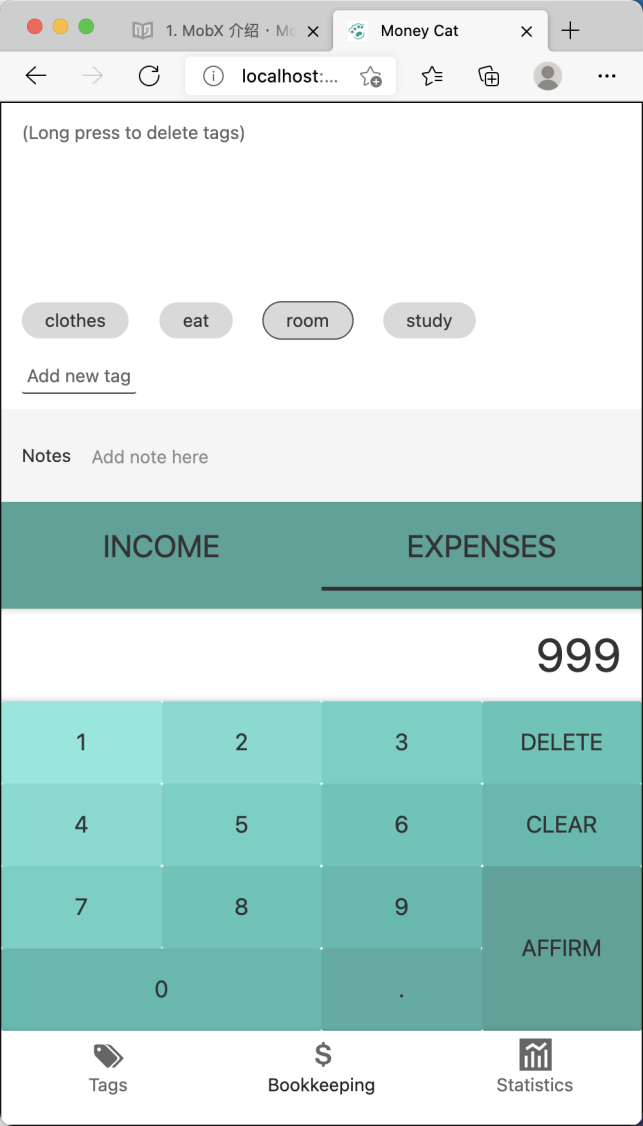 1. MobX 介绍 · Mo
Money Cat
localhost:...
(Long press to delete tags)
clothes eat room study
Add new tag
Notes Add note here
INCOME EXPENSES
999
1 2 3 DELETE
4 5 6 CLEAR
7 8 9
AFFIRM
0 .
$
Tags Bookkeeping Statistics